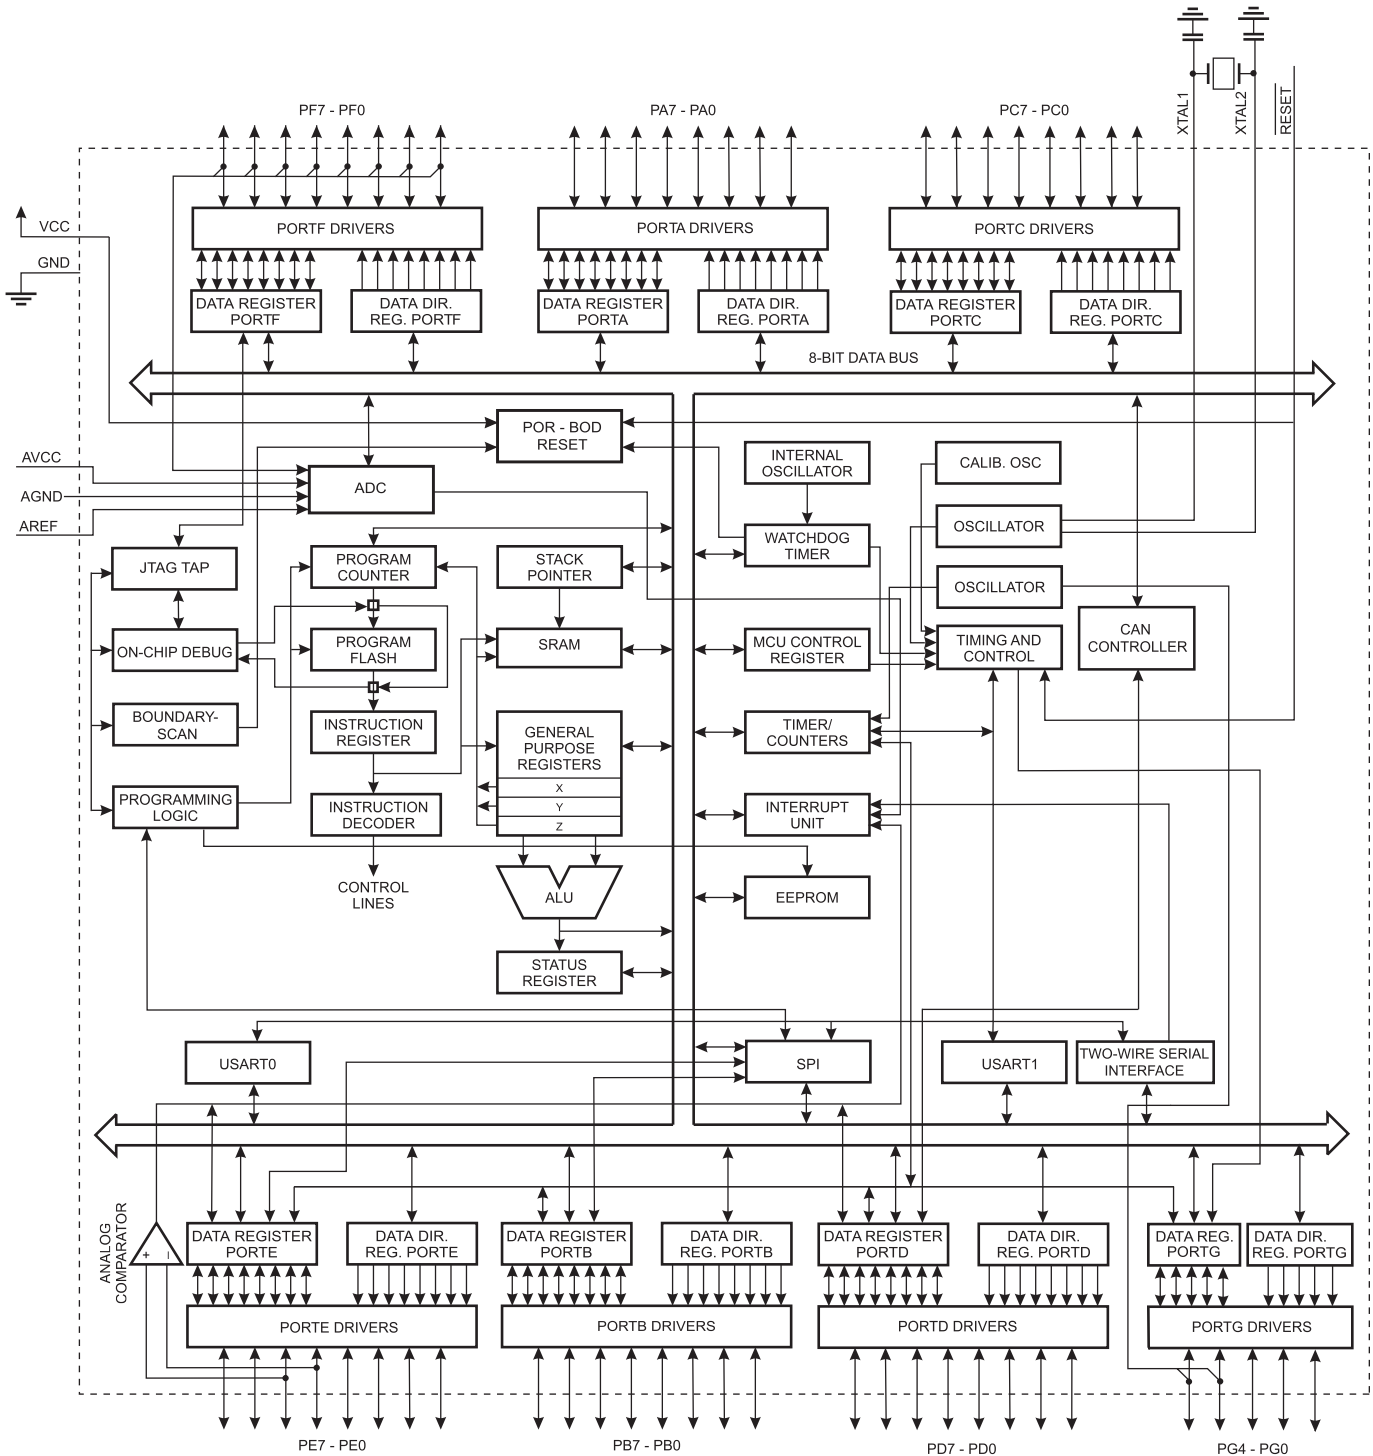 XTAL1
XTAL2
RESET
PF7 - PF0
PA7 - PA0
PC7 - PC0
VCC
GND
PORTF DRIVERS
PORTA DRIVERS
PORTC DRIVERS
DATA REGISTER
PORTF
DATA DIR.
REG. PORTF
DATA REGISTER
PORTA
DATA DIR.
REG. PORTA
DATA REGISTER
PORTC
DATA DIR.
REG. PORTC
8-BIT DATA BUS
POR - BOD
RESET
INTERNAL
OSCILLATOR
CALIB. OSC
AVCC
AGND
AREF
ADC
OSCILLATOR
WATCHDOG
TIMER
JTAG TAP
PROGRAM
COUNTER
STACK
POINTER
OSCILLATOR
ON-CHIP DEBUG
PROGRAM
FLASH
SRAM
MCU CONTROL
REGISTER
TIMING AND
CONTROL
CAN
CONTROLLER
BOUNDARY-
SCAN
INSTRUCTION
REGISTER
GENERAL
PURPOSE
REGISTERS
X
Y
Z
TIMER/
COUNTERS
PROGRAMMING
LOGIC
INSTRUCTION
DECODER
INTERRUPT
UNIT
CONTROL
LINES
ALU
EEPROM
STATUS
REGISTER
USART0
SPI
USART1
TWO-WIRE SERIAL
INTERFACE
ANALOG
COMPARATOR
+
–
DATA REGISTER
PORTE
DATA DIR.
REG. PORTE
DATA REGISTER
PORTB
DATA DIR.
REG. PORTB
DATA REGISTER
PORTD
DATA DIR.
REG. PORTD
DATA REG.
PORTG
DATA DIR.
REG. PORTG
PORTE DRIVERS
PORTB DRIVERS
PORTD DRIVERS
PORTG DRIVERS
PE7 - PE0
PB7 - PB0
PD7 - PD0
PG4 - PG0